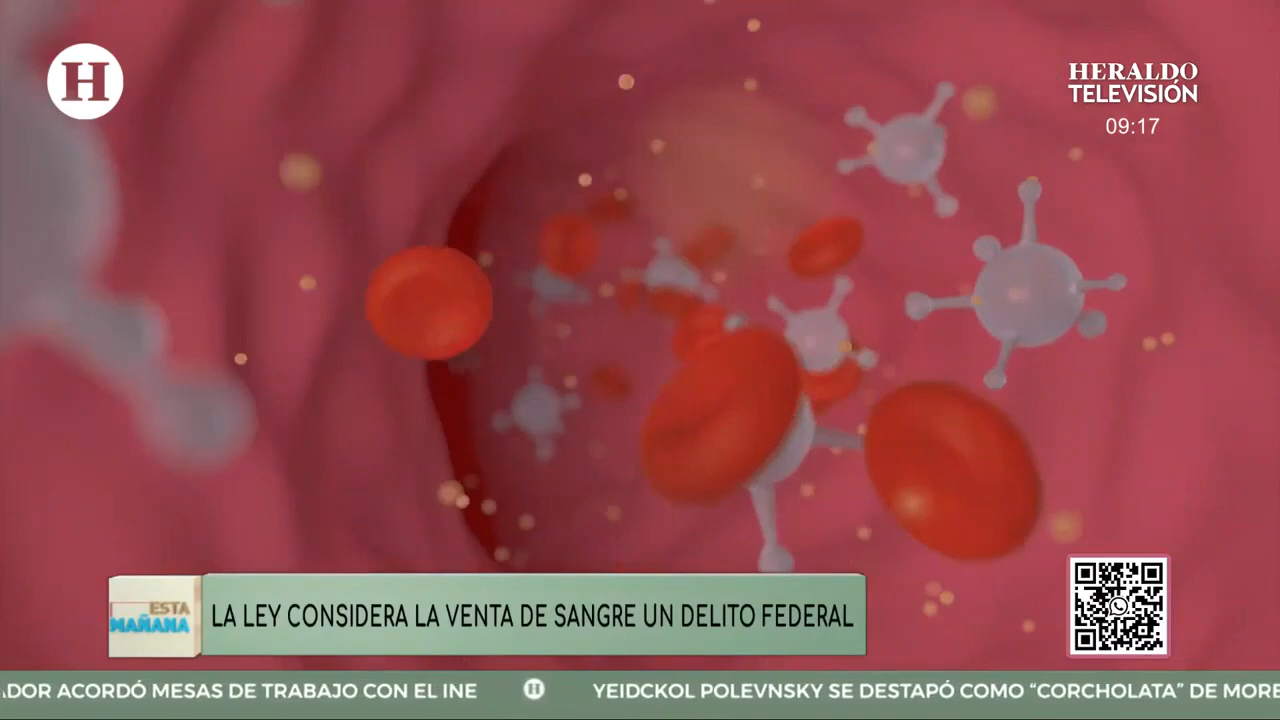 H
HERALDO
TELEVISIÓN
09:17
ESTA
MAÑANA
LA LEY CONSIDERA LA VENTA DE SANGRE UN DELITO FEDERAL
ADOR ACORDÓ MESAS DE TRABAJO CON EL INE H YEIDCKOL POLEVNSKY SE DESTAPÓ COMO “CORCHOLATA” DE MORE